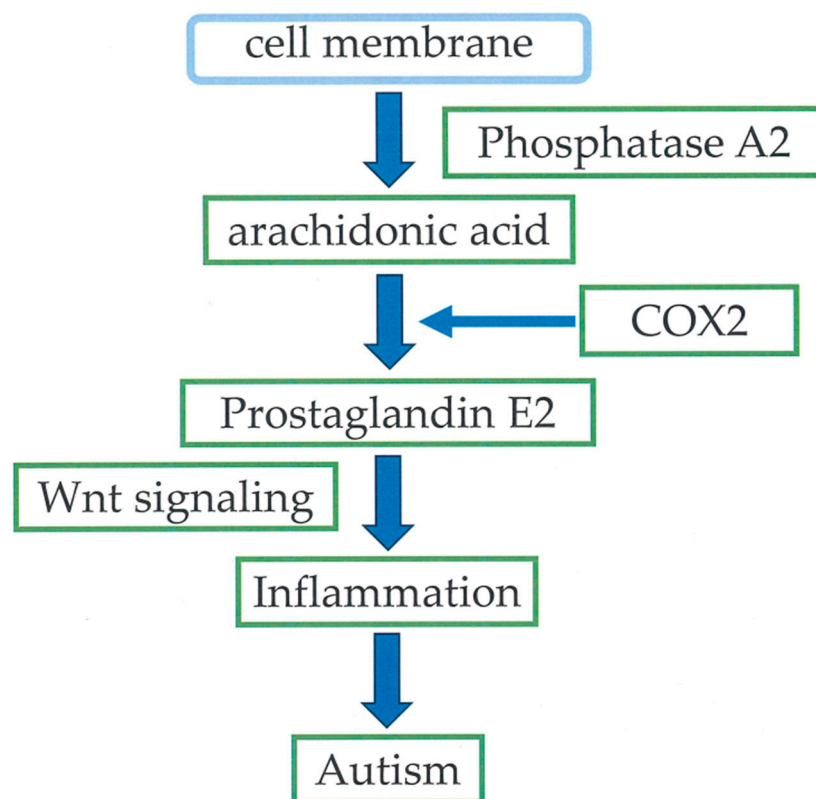 cell membrane
Phosphatase A2
arachidonic acid
COX2
Prostaglandin E2
Wnt signaling
Inflammation
Autism